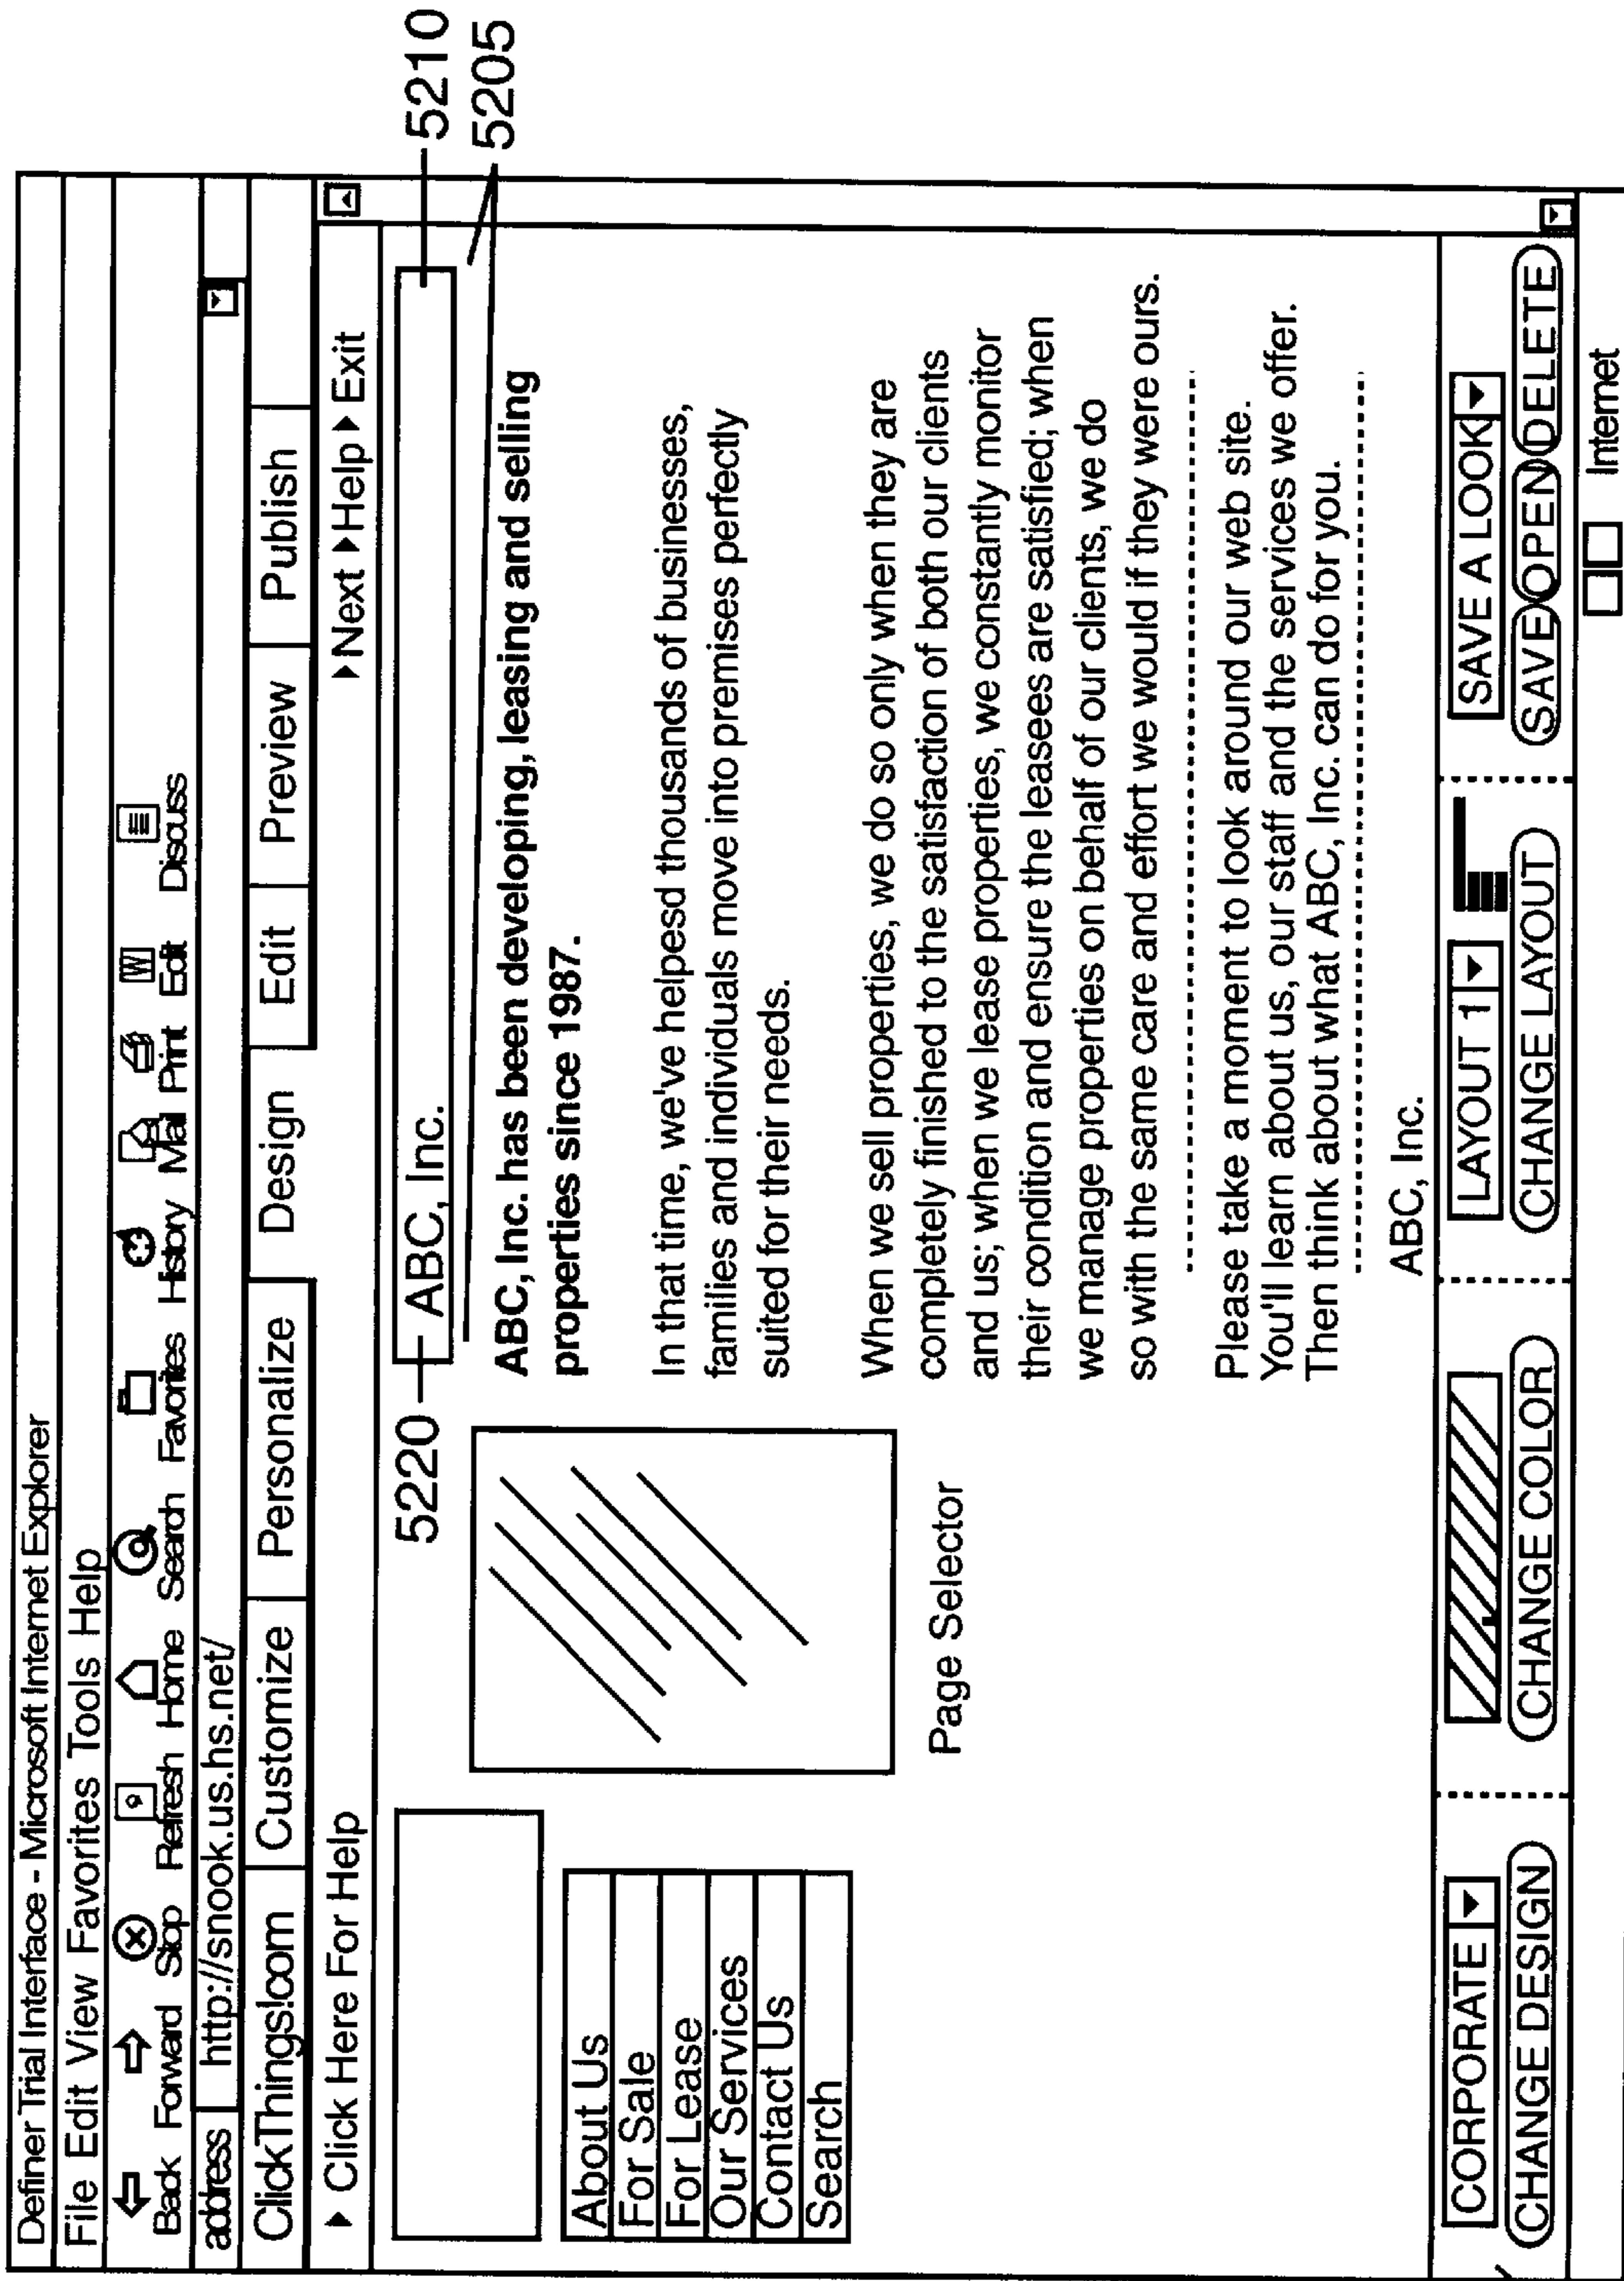 Definer Trial Interface - Microsoft Internet Explorer
File Edit View Favorites Tools Help
Back Forward Stop Refresh Home Search Favorites History Mail Print Edit Discuss
W
address http://snook.us.hs.net/
ClickThings!com Customize Personalize Design Edit Preview Publish
Click Here For Help Next Help Exit
5220 ABC, Inc. 5210
5205
ABC, Inc. has been developing, leasing and selling
properties since 1987.
In that time, we've helpesd thousands of businesses,
families and individuals move into premises perfectly
suited for their needs.
When we sell properties, we do so only when they are
completely finished to the satisfaction of both our clients
and us; when we lease properties, we constantly monitor
their condition and ensure the leasees are satisfied; when
we manage properties on behalf of our clients, we do
so with the same care and effort we would if they were ours.
Please take a moment to look around our web site.
You'll learn about us, our staff and the services we offer.
Then think about what ABC, Inc. can do for you.
ABC, Inc.
About Us
For Sale
For Lease
Our Services
Contact Us
Search
Page Selector
CORPORATE LAYOUT 1 SAVE A LOOK
CHANGE DESIGN CHANGE COLOR CHANGE LAYOUT SAVE OPEN DELETE
Internet